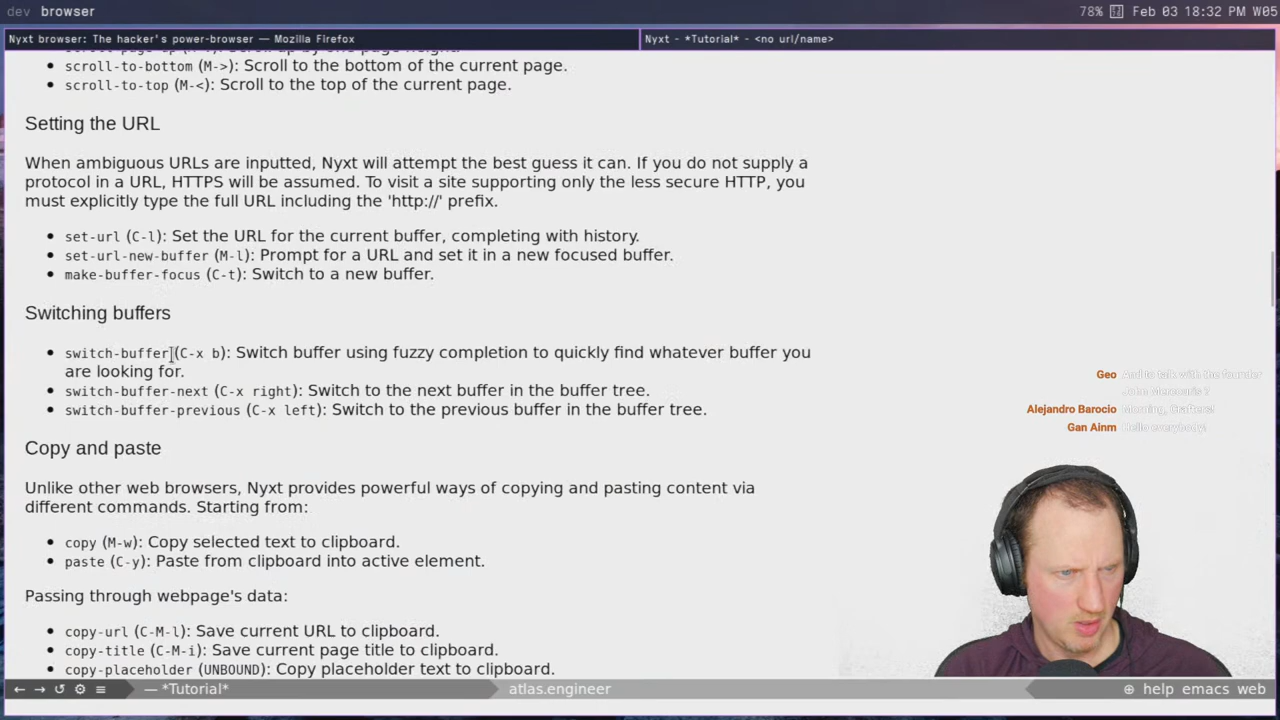 dev browser
78% Feb 03 18:32 PM W05
Nyxt browser: The hacker's power-browser — Mozilla Firefox
Nyxt - *Tutorial* - <no url/name>
scroll-to-bottom (M->): Scroll to the bottom of the current page.
scroll-to-top (M-<): Scroll to the top of the current page.
Setting the URL
When ambiguous URLs are inputted, Nyxt will attempt the best guess it can. If you do not supply a
protocol in a URL, HTTPS will be assumed. To visit a site supporting only the less secure HTTP, you
must explicitly type the full URL including the 'http://' prefix.
set-url (C-l): Set the URL for the current buffer, completing with history.
set-url-new-buffer (M-l): Prompt for a URL and set it in a new focused buffer.
make-buffer-focus (C-t): Switch to a new buffer.
Switching buffers
switch-buffer (C-x b): Switch buffer using fuzzy completion to quickly find whatever buffer you
are looking for.
switch-buffer-next (C-x right): Switch to the next buffer in the buffer tree.
switch-buffer-previous (C-x left): Switch to the previous buffer in the buffer tree.
Copy and paste
Unlike other web browsers, Nyxt provides powerful ways of copying and pasting content via
different commands. Starting from:
copy (M-w): Copy selected text to clipboard.
paste (C-y): Paste from clipboard into active element.
Passing through webpage's data:
copy-url (C-M-l): Save current URL to clipboard.
copy-title (C-M-i): Save current page title to clipboard.
copy-placeholder (UNBOUND): Copy placeholder text to clipboard.
Geo And to talk with the founder
John Mercouris ?
Alejandro Barocio Morning, Crafters!
Gan Ainm Hello everybody!
— *Tutorial*
atlas.engineer
help emacs web